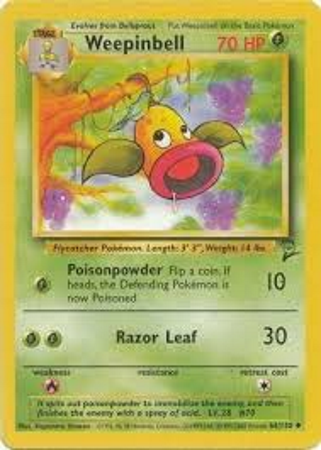 STAGE 1
Evolves from Bellsprout
Put Weepinbell on the Basic Pokémon
Weepinbell
70 HP
Flycatcher Pokémon. Length: 3' 3", Weight: 14 lbs.
Poisonpowder Flip a coin. If
heads, the Defending Pokémon is
now Poisoned
10
Razor Leaf 30
weakness
resistance
retreat cost
It spits out poisonpowder to immobilize the enemy, and then
finishes the enemy with a spray of acid. LV.28 #70